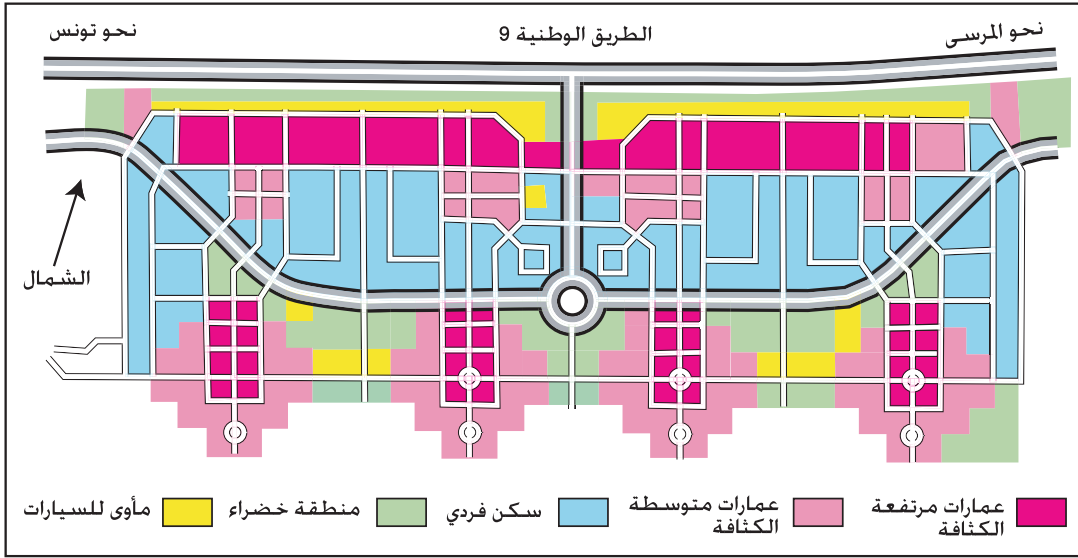 نحو المرسى
الطريق الوطنية 9
نحو تونس
الشمال
عمارات مرتفعة
الكثافة
عمارات متوسطة
الكثافة
سكن فردي
منطقة خضراء
مأوى للسيارات